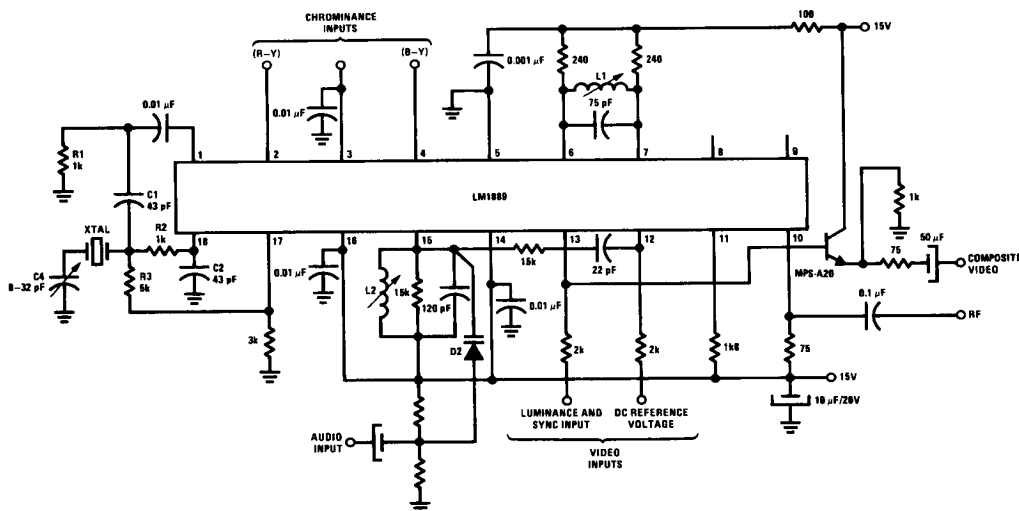 CHROMINANCE
INPUTS
(R–Y)
(B–Y)
100
15V
0.001 µF
240
240
L1
75 pF
0.01 µF
0.01 µF
R1
1k
1
2
3
4
5
6
7
8
9
LM1889
C1
43 pF
XTAL
R2
1k
18
17
16
15
14
13
12
11
10
C4
8–32 pF
R3
5k
C2
43 pF
3k
0.01 µF
L2
15k
120 pF
15k
22 pF
D2
0.01 µF
2k
2k
1k8
75
1k
75
50 µF
MPS-A20
COMPOSITE
VIDEO
0.1 µF
RF
15V
10 µF/20V
AUDIO
INPUT
LUMINANCE AND
SYNC INPUT
DC REFERENCE
VOLTAGE
VIDEO
INPUTS